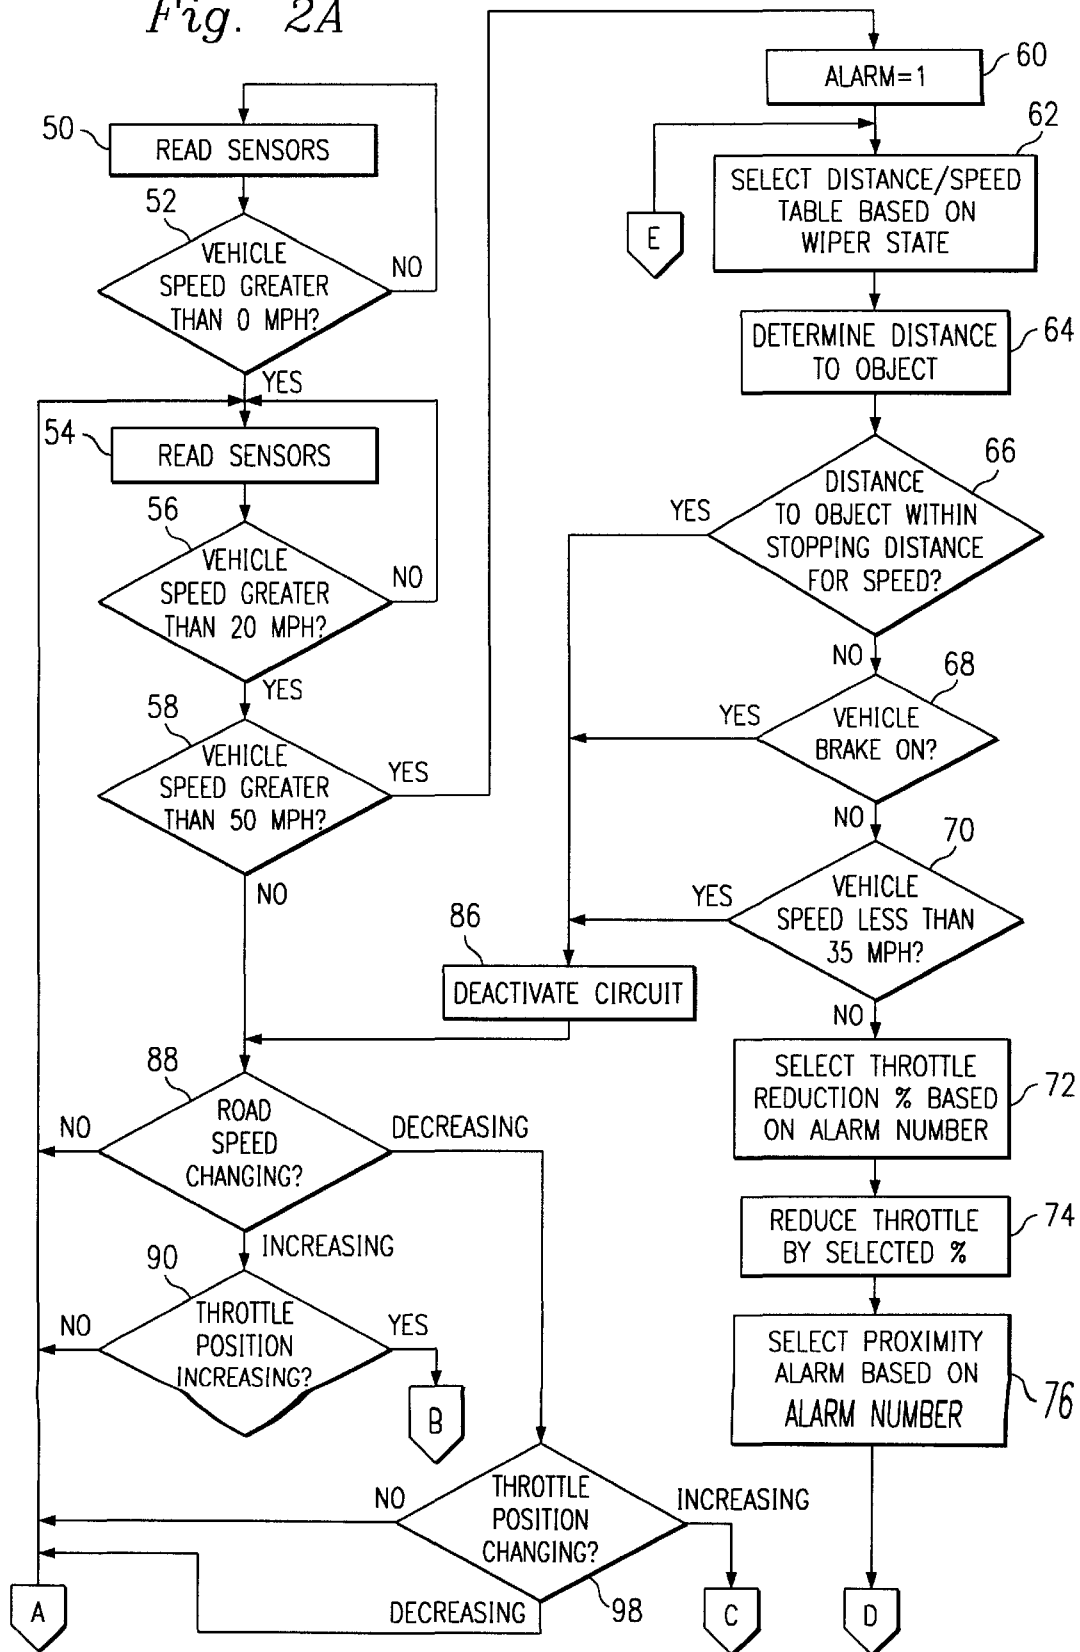 Fig. 2A
50
READ SENSORS
52
VEHICLE
SPEED GREATER
THAN 0 MPH?
NO
YES
54
READ SENSORS
56
VEHICLE
SPEED GREATER
THAN 20 MPH?
NO
YES
58
VEHICLE
SPEED GREATER
THAN 50 MPH?
YES
NO
86
DEACTIVATE CIRCUIT
88
ROAD
SPEED
CHANGING?
NO
DECREASING
INCREASING
90
THROTTLE
POSITION
INCREASING?
NO
YES
B
THROTTLE
POSITION
CHANGING?
NO
INCREASING
DECREASING
98
A
C
60
ALARM=1
E
62
SELECT DISTANCE/SPEED
TABLE BASED ON
WIPER STATE
64
DETERMINE DISTANCE
TO OBJECT
66
DISTANCE
TO OBJECT WITHIN
STOPPING DISTANCE
FOR SPEED?
YES
NO
68
VEHICLE
BRAKE ON?
YES
NO
70
VEHICLE
SPEED LESS THAN
35 MPH?
YES
NO
SELECT THROTTLE
REDUCTION % BASED
ON ALARM NUMBER
72
REDUCE THROTTLE
BY SELECTED %
74
SELECT PROXIMITY
ALARM BASED ON
ALARM NUMBER
76
D